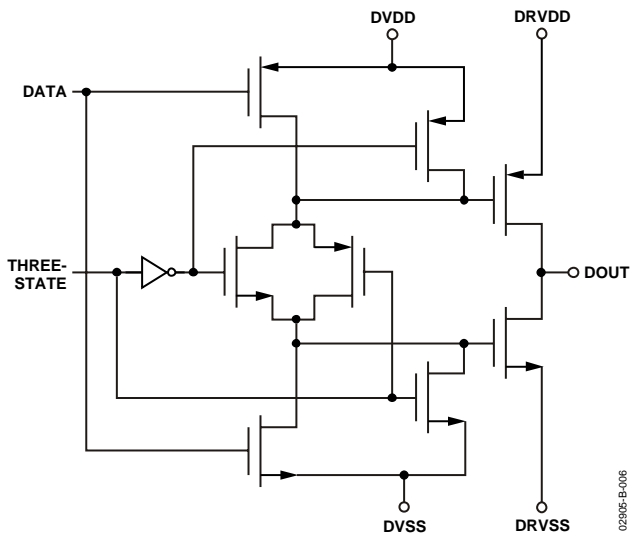 DVDD
DRVDD
DATA
THREE-
STATE
DOUT
DVSS
DRVSS
02905-B-006